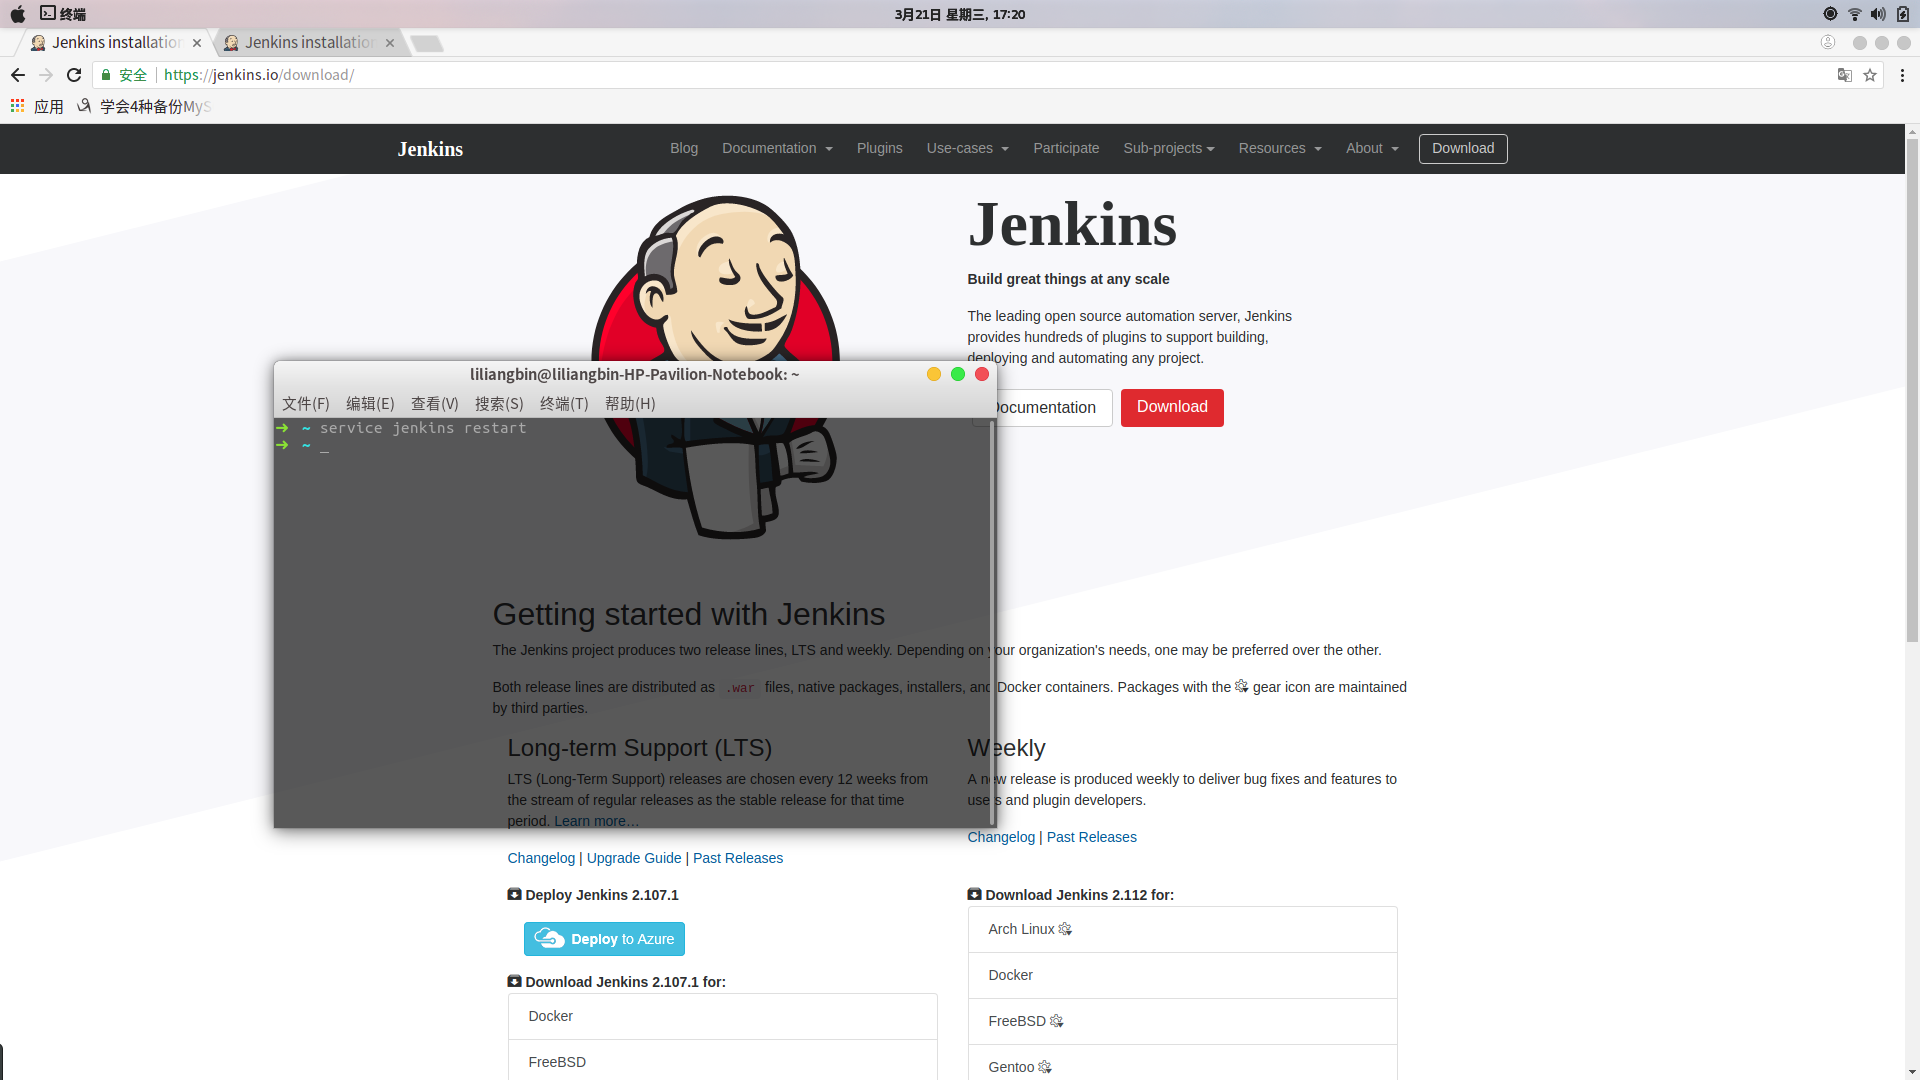 终端
3月21日 星期三, 17:20
Jenkins installatio
Jenkins installatio
安全 https://jenkins.io/download/
应用 学会4种备份MyS
Jenkins Blog Documentation Plugins Use-cases Participate Sub-projects Resources About Download
Jenkins
Build great things at any scale
The leading open source automation server, Jenkins
provides hundreds of plugins to support building,
deploying and automating any project.
Documentation Download
liliangbin@liliangbin-HP-Pavilion-Notebook: ~
文件(F) 编辑(E) 查看(V) 搜索(S) 终端(T) 帮助(H)
➜ ~ service jenkins restart
➜ ~ _
Getting started with Jenkins
The Jenkins project produces two release lines, LTS and weekly. Depending on your organization's needs, one may be preferred over the other.
Both release lines are distributed as .war files, native packages, installers, and Docker containers. Packages with the gear icon are maintained
by third parties.
Long-term Support (LTS)
LTS (Long-Term Support) releases are chosen every 12 weeks from
the stream of regular releases as the stable release for that time
period. Learn more…
Changelog | Upgrade Guide | Past Releases
Deploy Jenkins 2.107.1
Deploy to Azure
Download Jenkins 2.107.1 for:
Docker
FreeBSD
Weekly
A new release is produced weekly to deliver bug fixes and features to
users and plugin developers.
Changelog | Past Releases
Download Jenkins 2.112 for:
Arch Linux
Docker
FreeBSD
Gentoo